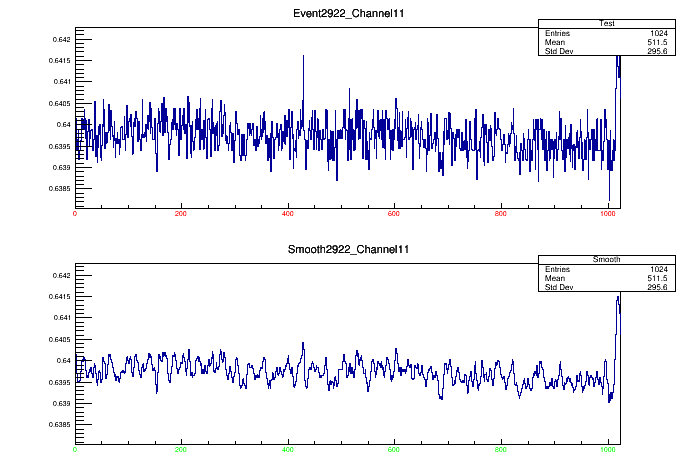 Event2922_Channel11
Test
Entries 1024
Mean 511.5
Std Dev 295.6
0.642
0.6415
0.641
0.6405
0.64
0.6395
0.639
0.6385
0 200 400 600 800 1000
Smooth2922_Channel11
Smooth
Entries 1024
Mean 511.5
Std Dev 295.6
0.642
0.6415
0.641
0.6405
0.64
0.6395
0.639
0.6385
0 200 400 600 800 1000